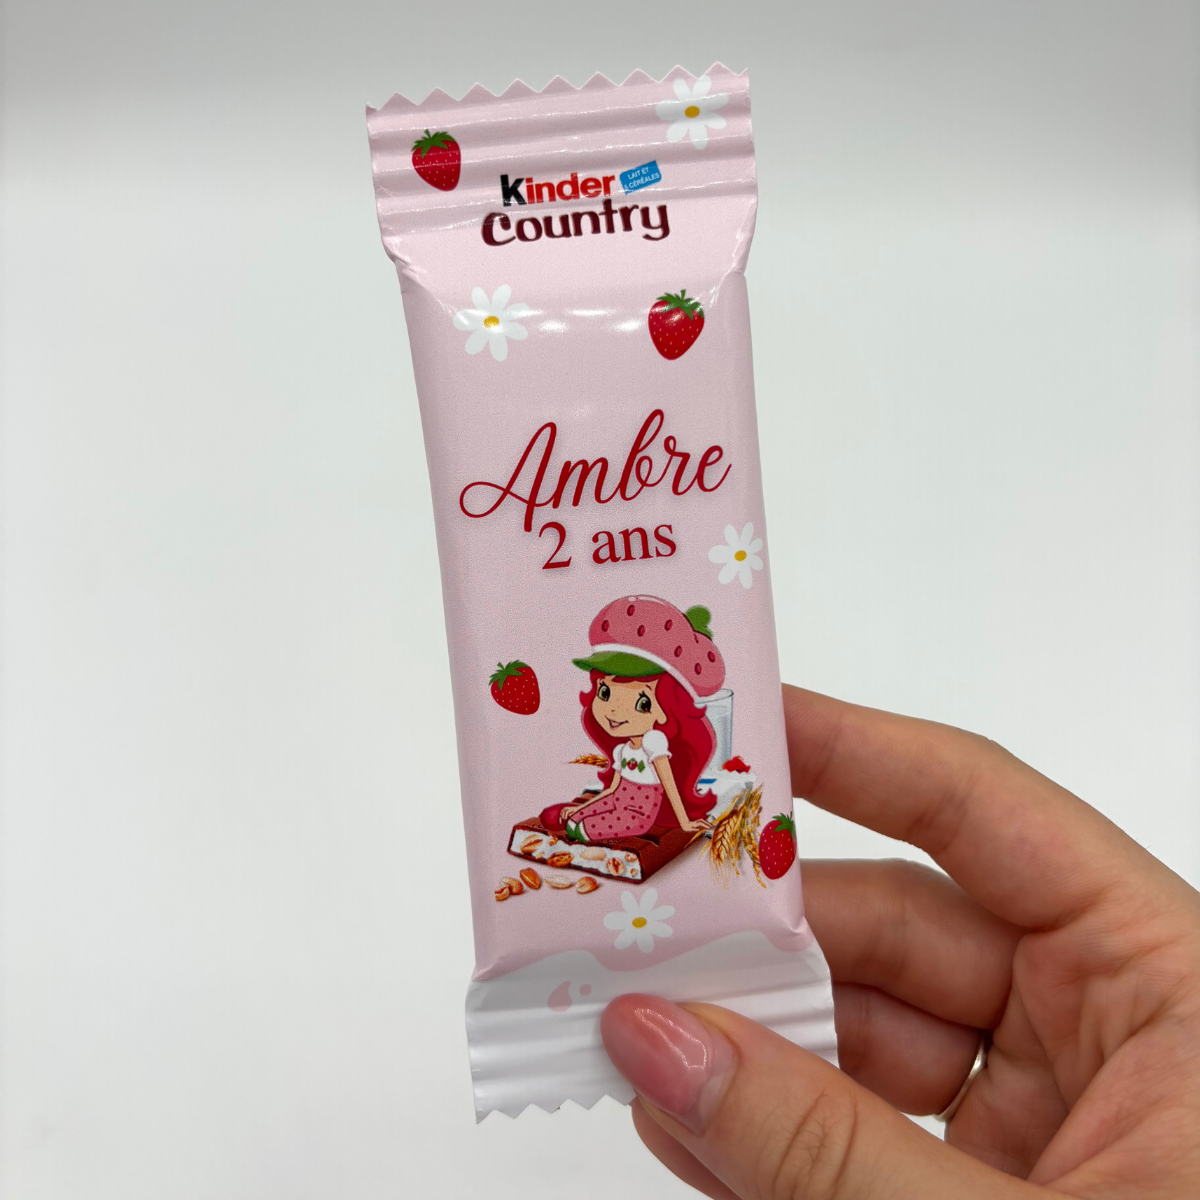 Kinder
LAIT ET
& CÉRÉALES
Country
Ambre
2 ans